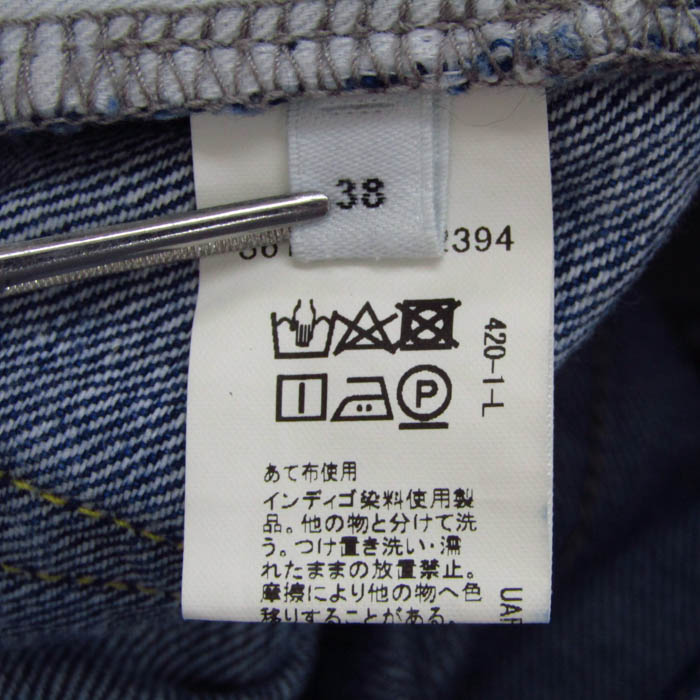 38
2394
420-1-L
P
あて布使用
インディゴ染料使用製
品。他の物と分けて洗
う。つけ置き洗い・濡
れたままの放置禁止。
摩擦により他の物へ色
移りすることがある。